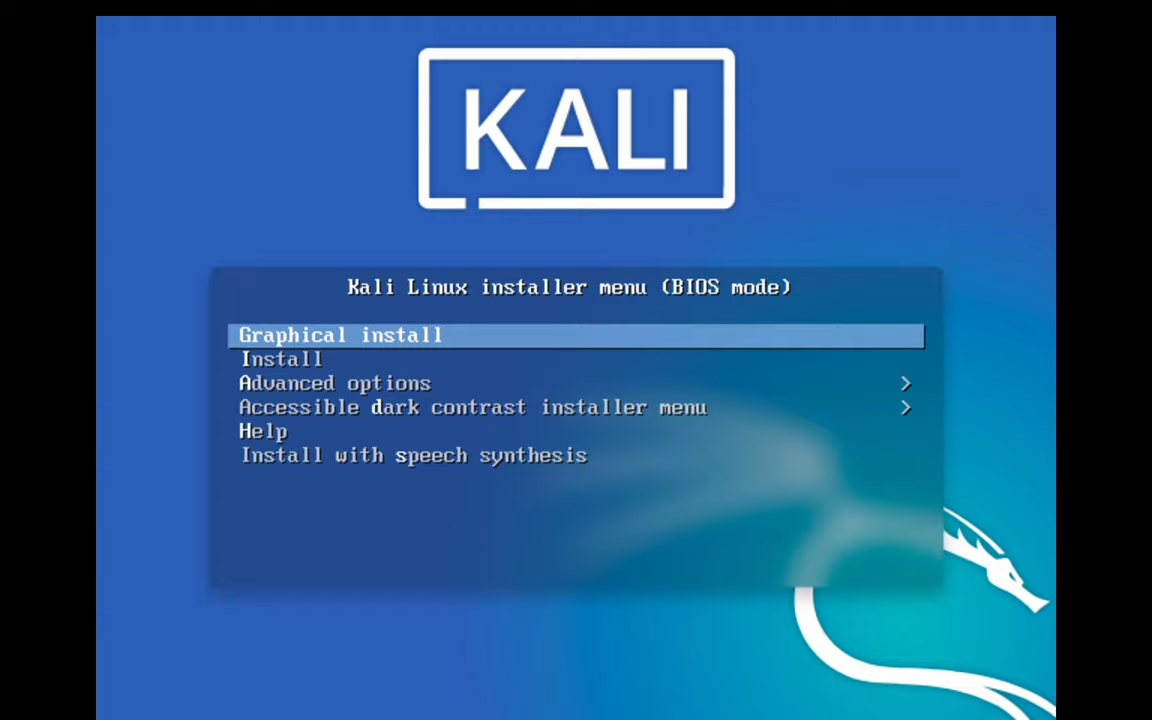 KALI
Kali Linux installer menu (BIOS mode)
Graphical install
Install
Advanced options >
Accessible dark contrast installer menu >
Help
Install with speech synthesis